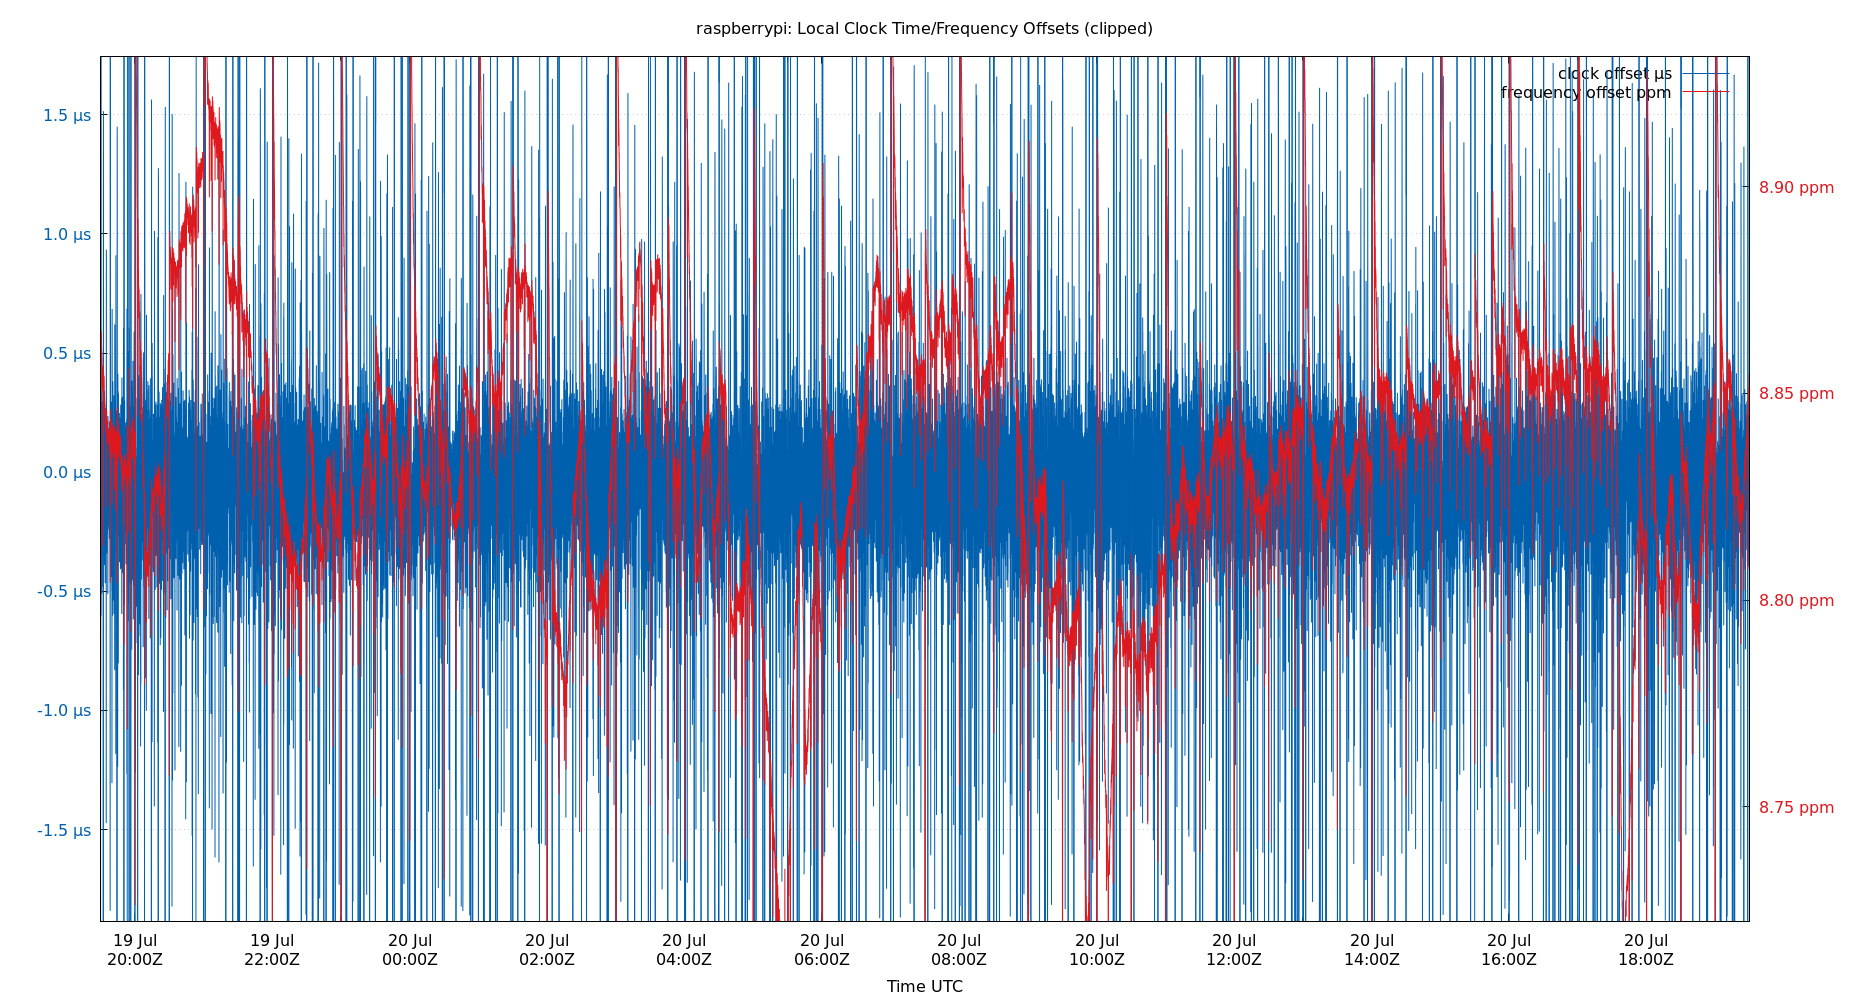 raspberrypi: Local Clock Time/Frequency Offsets (clipped)
clock offset µs
frequency offset ppm
1.5 µs
1.0 µs
0.5 µs
0.0 µs
-0.5 µs
-1.0 µs
-1.5 µs
8.90 ppm
8.85 ppm
8.80 ppm
8.75 ppm
19 Jul 19 Jul 20 Jul 20 Jul 20 Jul 20 Jul 20 Jul 20 Jul 20 Jul 20 Jul 20 Jul 20 Jul
20:00Z 22:00Z 00:00Z 02:00Z 04:00Z 06:00Z 08:00Z 10:00Z 12:00Z 14:00Z 16:00Z 18:00Z
Time UTC